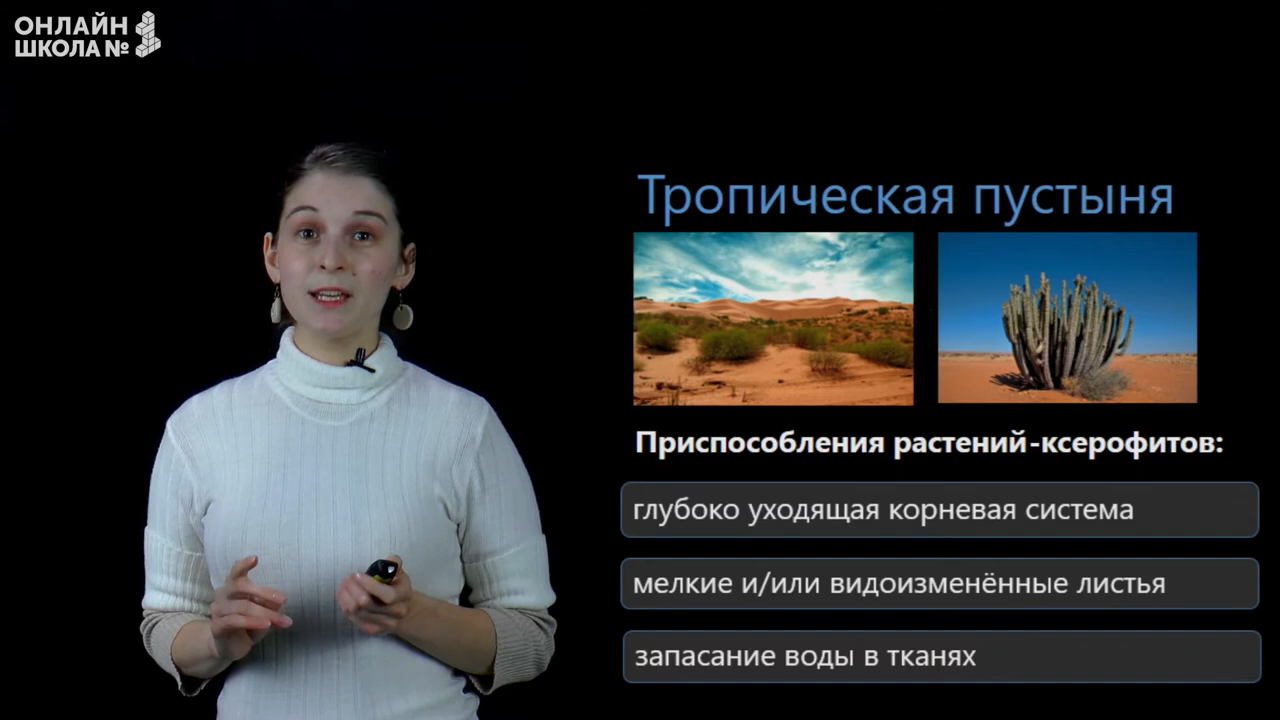 ОНЛАЙН
ШКОЛА №
Тропическая пустыня
Приспособления растений-ксерофитов:
глубоко уходящая корневая система
мелкие и/или видоизменённые листья
запасание воды в тканях